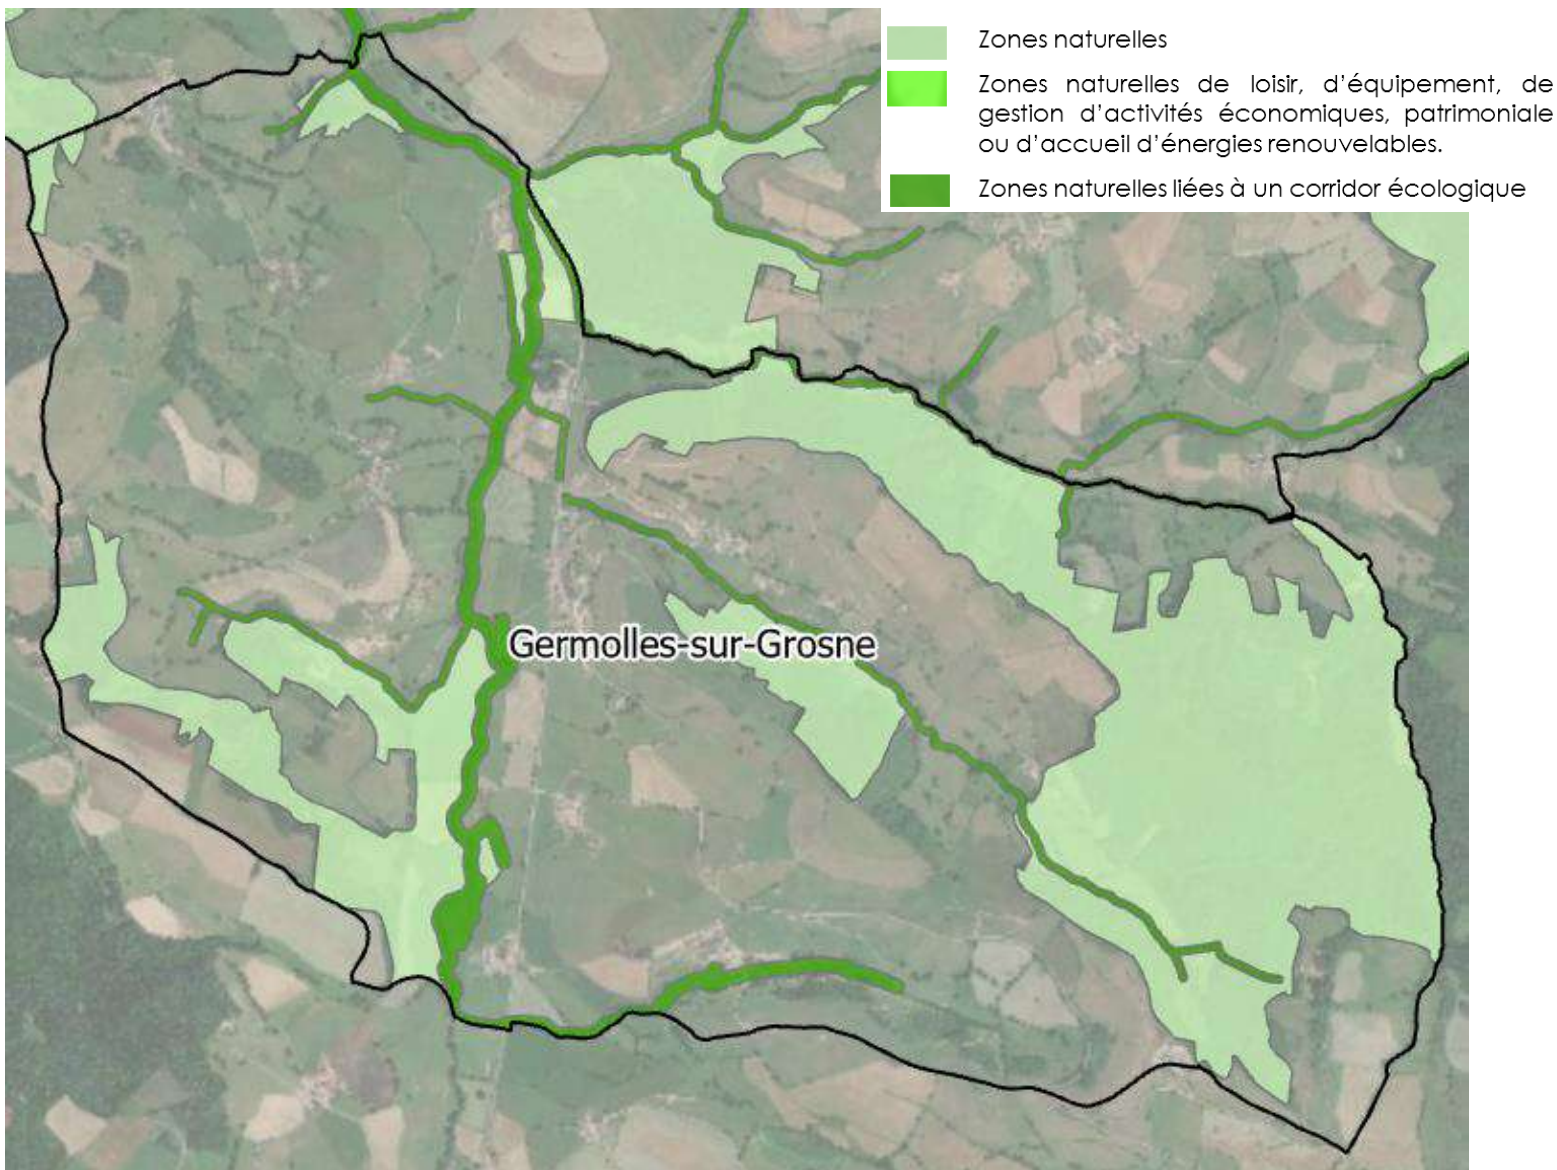 Zones naturelles
Zones naturelles de loisir, d'équipement, de
gestion d'activités économiques, patrimoniale
ou d'accueil d'énergies renouvelables.
Zones naturelles liées à un corridor écologique
Germolles-sur-Grosne